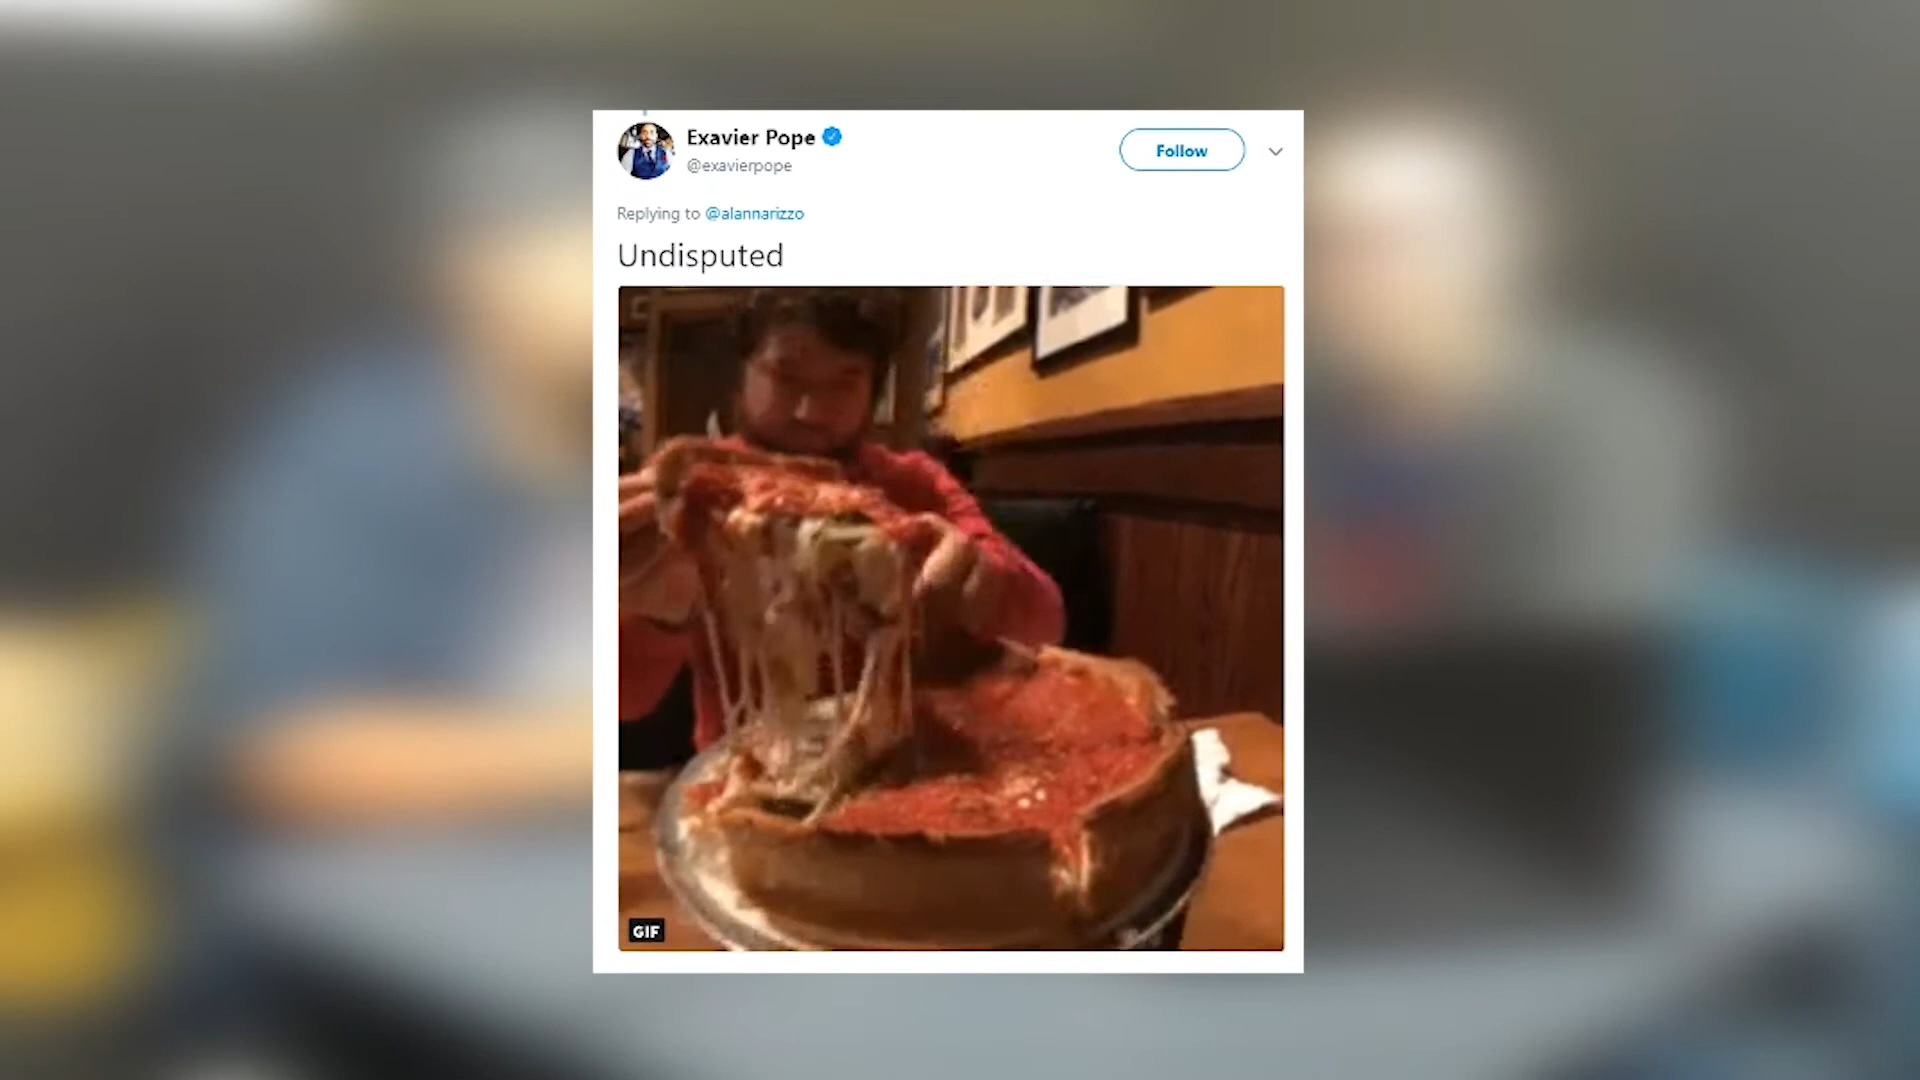 Exavier Pope
@exavierpope
Follow
Replying to @alannarizzo
Undisputed
GIF